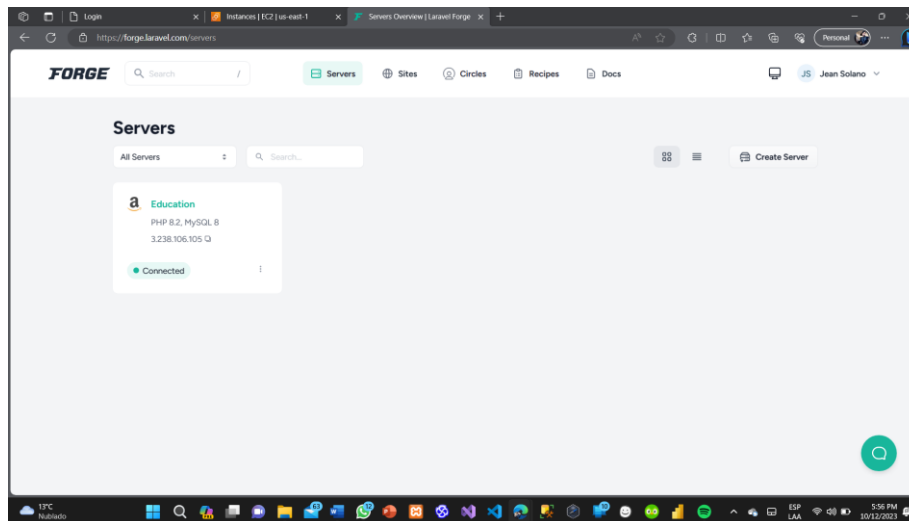 Login
Instances | EC2 | us-east-1
Servers Overview | Laravel Forge
https://forge.laravel.com/servers
Personal
FORGE
Search /
Servers
Sites
Circles
Recipes
Docs
JS
Jean Solano
Servers
All Servers
Search...
Create Server
a
Education
PHP 8.2, MySQL 8
3.238.106.105
Connected
13°C
Nublado
ESP
LAA
5:56 PM
10/12/2023